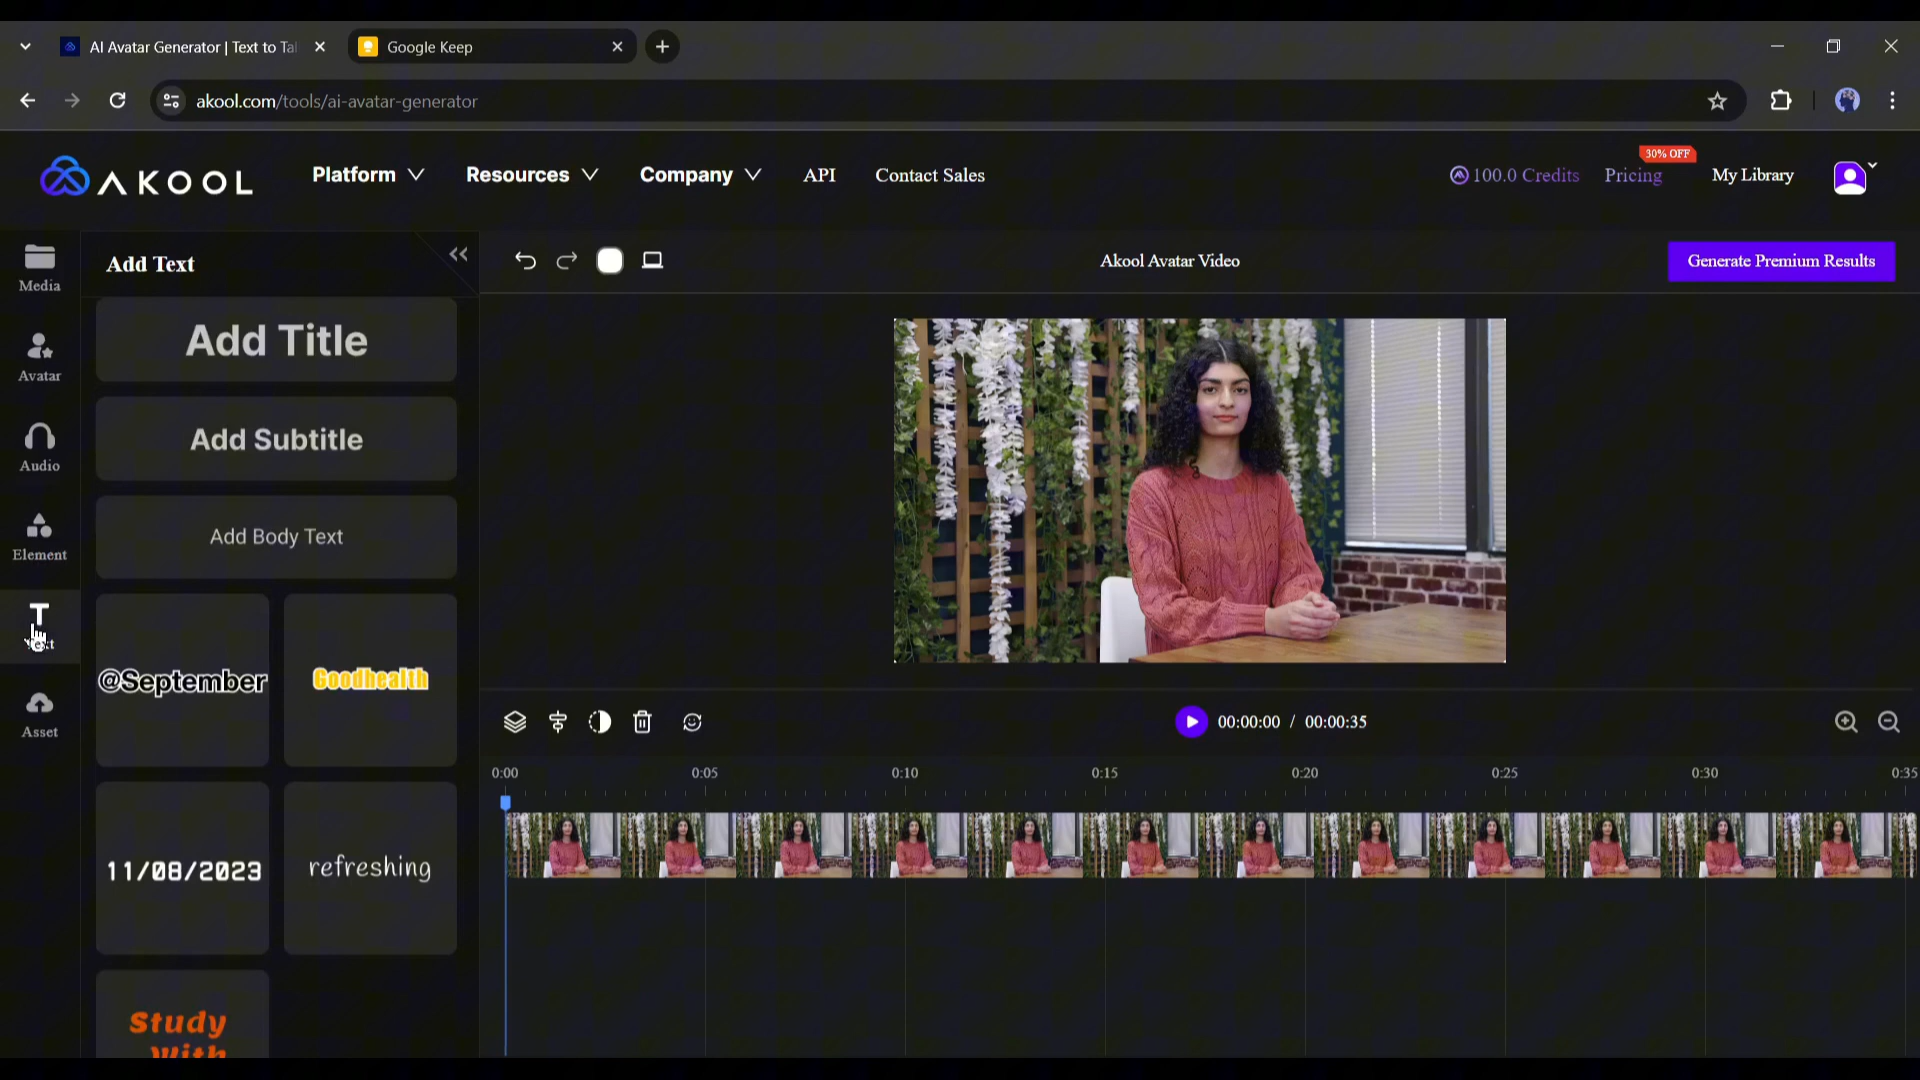 AI Avatar Generator | Text to Tal
Google Keep
akool.com/tools/ai-avatar-generator
AKOOL
Platform
Resources
Company
API
Contact Sales
100.0 Credits
Pricing
30% OFF
My Library
Media
Avatar
Audio
Element
Asset
Add Text
Add Title
Add Subtitle
Add Body Text
@September
Goodhealth
11/08/2023
refreshing
Study
With
Akool Avatar Video
Generate Premium Results
00:00:00 / 00:00:35
0:00
0:05
0:10
0:15
0:20
0:25
0:30
0:35